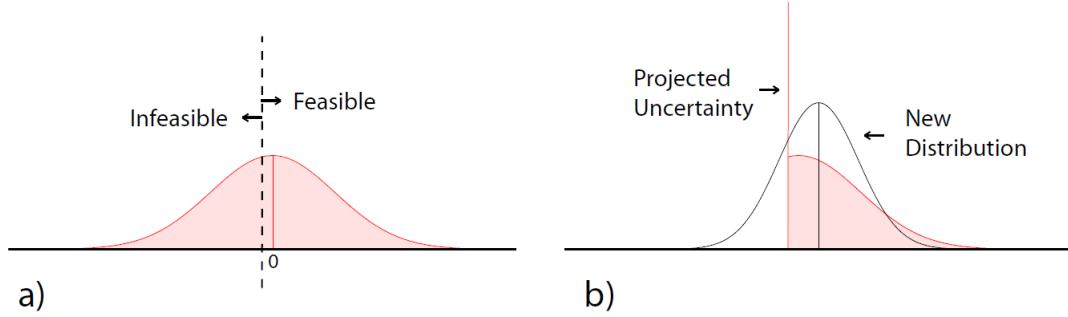 Feasible
Infeasible
0
a)
Projected
Uncertainty
New
Distribution
b)